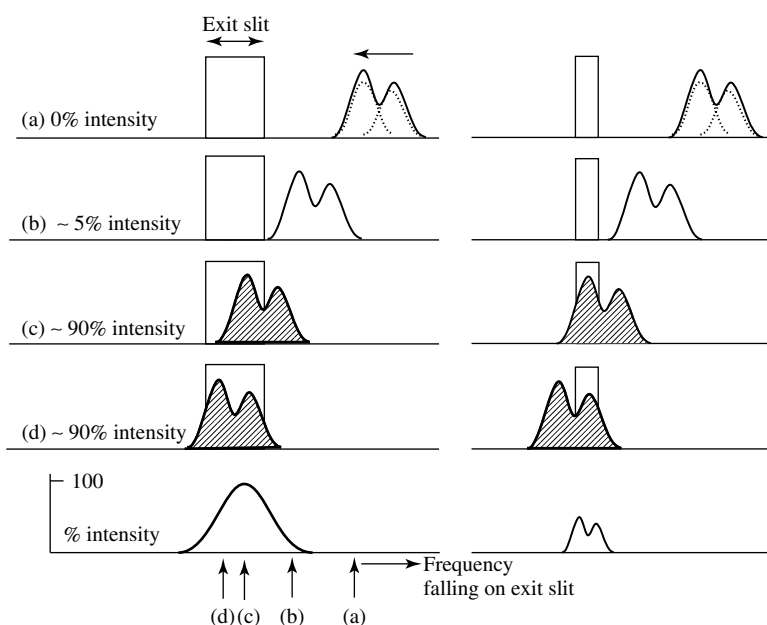 Exit slit
(a) 0% intensity
(b) ~ 5% intensity
(c) ~ 90% intensity
(d) ~ 90% intensity
100
% intensity
Frequency
falling on exit slit
(d) (c) (b) (a)